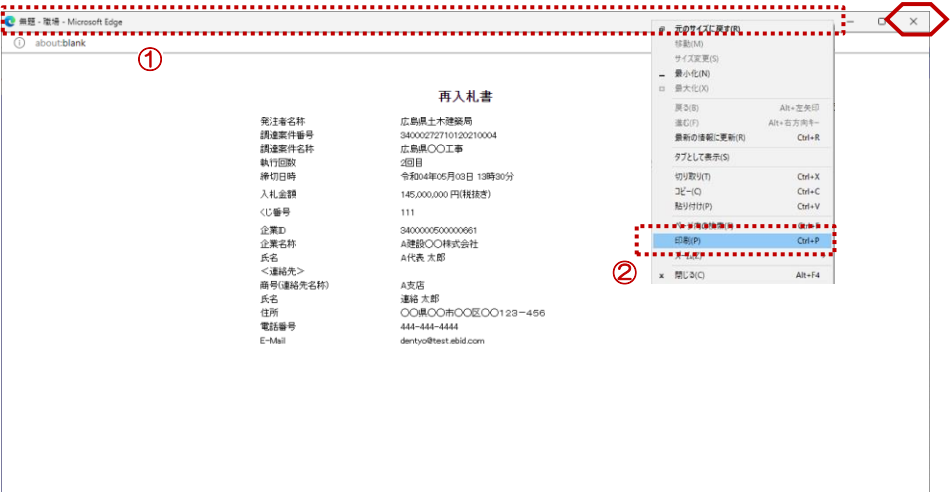 無題 - 職場 - Microsoft Edge
about:blank
①
再入札書
発注者名称 広島県土木建築局
調達案件番号 34000272710120210004
調達案件名称 広島県〇〇工事
執行回数 2回目
締切日時 令和04年05月03日 13時30分
入札金額 145,000,000 円(税抜き)
くじ番号 111
企業ID 3400000500000661
企業名称 A建設〇〇株式会社
氏名 A代表 太郎
<連絡先>
商号(連絡先名称) A支店
氏名 連絡 太郎
住所 〇〇県〇〇市〇〇区〇〇123-456
電話番号 444-444-4444
E-Mail dentyo@test.ebid.com
元のサイズに戻す(R)
移動(M)
サイズ変更(S)
最小化(N)
最大化(X)
戻る(B) Alt+左矢印
進む(F) Alt+右方向キー
最新の情報に更新(R) Ctrl+R
タブとして表示(S)
切り取り(T) Ctrl+X
コピー(C) Ctrl+C
貼り付け(P) Ctrl+V
印刷(P) Ctrl+P
②
閉じる(C) Alt+F4